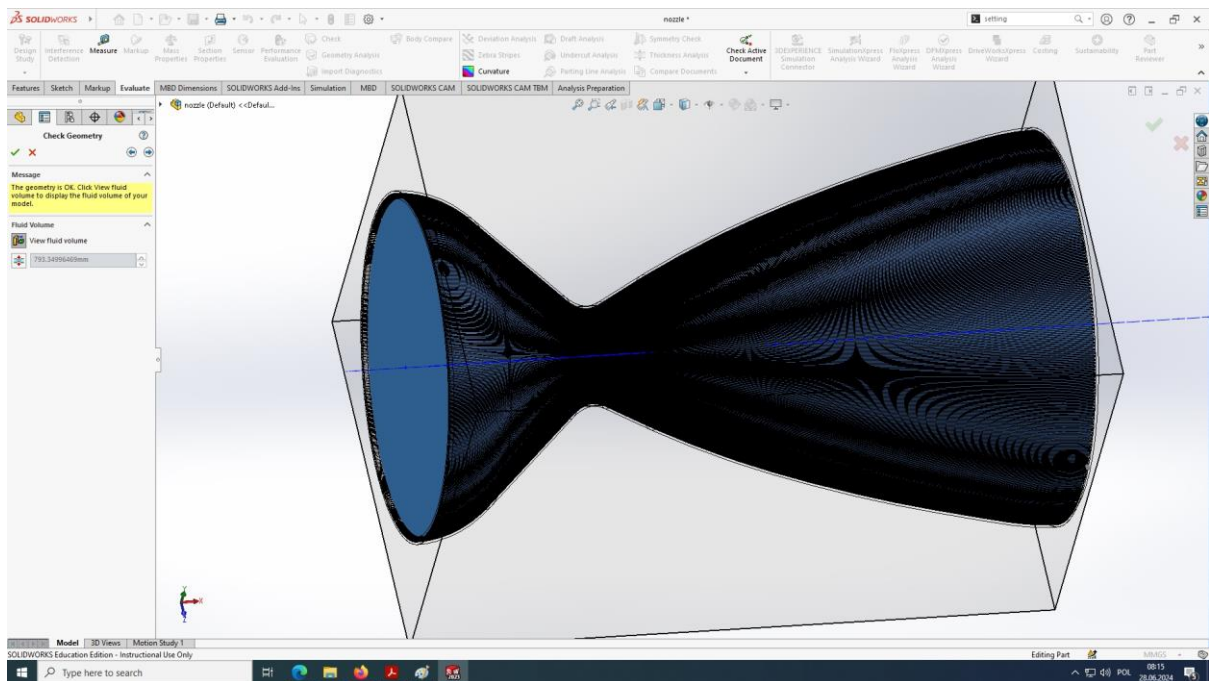 SOLIDWORKS
nozzle *
setting
Design Study
Interference Detection
Measure
Markup
Mass Properties
Section Properties
Sensor
Performance Evaluation
Check
Geometry Analysis
Import Diagnostics
Body Compare
Deviation Analysis
Zebra Stripes
Curvature
Draft Analysis
Undercut Analysis
Parting Line Analysis
Symmetry Check
Thickness Analysis
Compare Documents
Check Active Document
3DEXPERIENCE Simulation Connector
SimulationXpress Analysis Wizard
FloXpress Analysis Wizard
DFMXpress Analysis Wizard
DriveWorksXpress Wizard
Costing
Sustainability
Part Reviewer
Features Sketch Markup Evaluate MBD Dimensions SOLIDWORKS Add-Ins Simulation MBD SOLIDWORKS CAM SOLIDWORKS CAM TBM Analysis Preparation
nozzle (Default) <<Defaul...
Check Geometry
Message
The geometry is OK. Click View fluid
volume to display the fluid volume of your
model.
Fluid Volume
View fluid volume
793.34996469mm
Y
X
Z
Model 3D Views Motion Study 1
SOLIDWORKS Education Edition - Instructional Use Only
Editing Part
MMGS
Type here to search
POL
08:15
28.06.2024